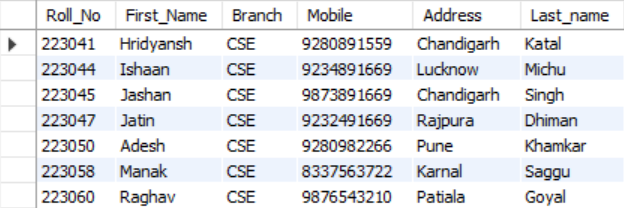 Roll_No First_Name Branch Mobile Address Last_name
223041 Hridyansh CSE 9280891559 Chandigarh Katal
223044 Ishaan CSE 9234891669 Lucknow Michu
223045 Jashan CSE 9873891669 Chandigarh Singh
223047 Jatin CSE 9232491669 Rajpura Dhiman
223050 Adesh CSE 9280982266 Pune Khamkar
223058 Manak CSE 8337563722 Karnal Saggu
223060 Raghav CSE 9876543210 Patiala Goyal